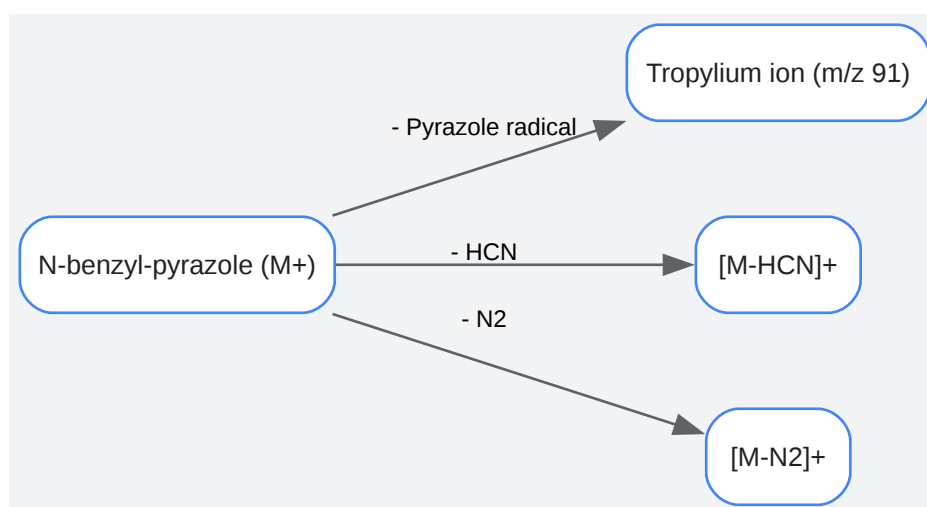 Tropylium ion (m/z 91)
- Pyrazole radical
N-benzyl-pyrazole (M+)
- HCN
[M-HCN]+
- N2
[M-N2]+